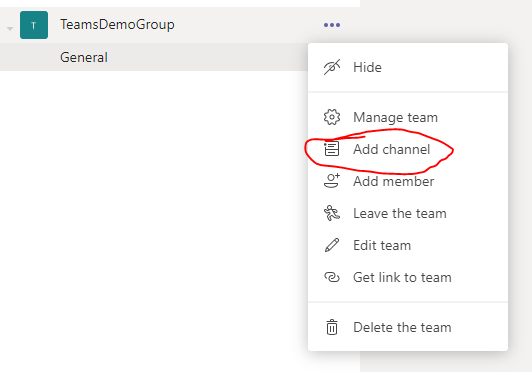 T TeamsDemoGroup
General
Hide
Manage team
Add channel
Add member
Leave the team
Edit team
Get link to team
Delete the team